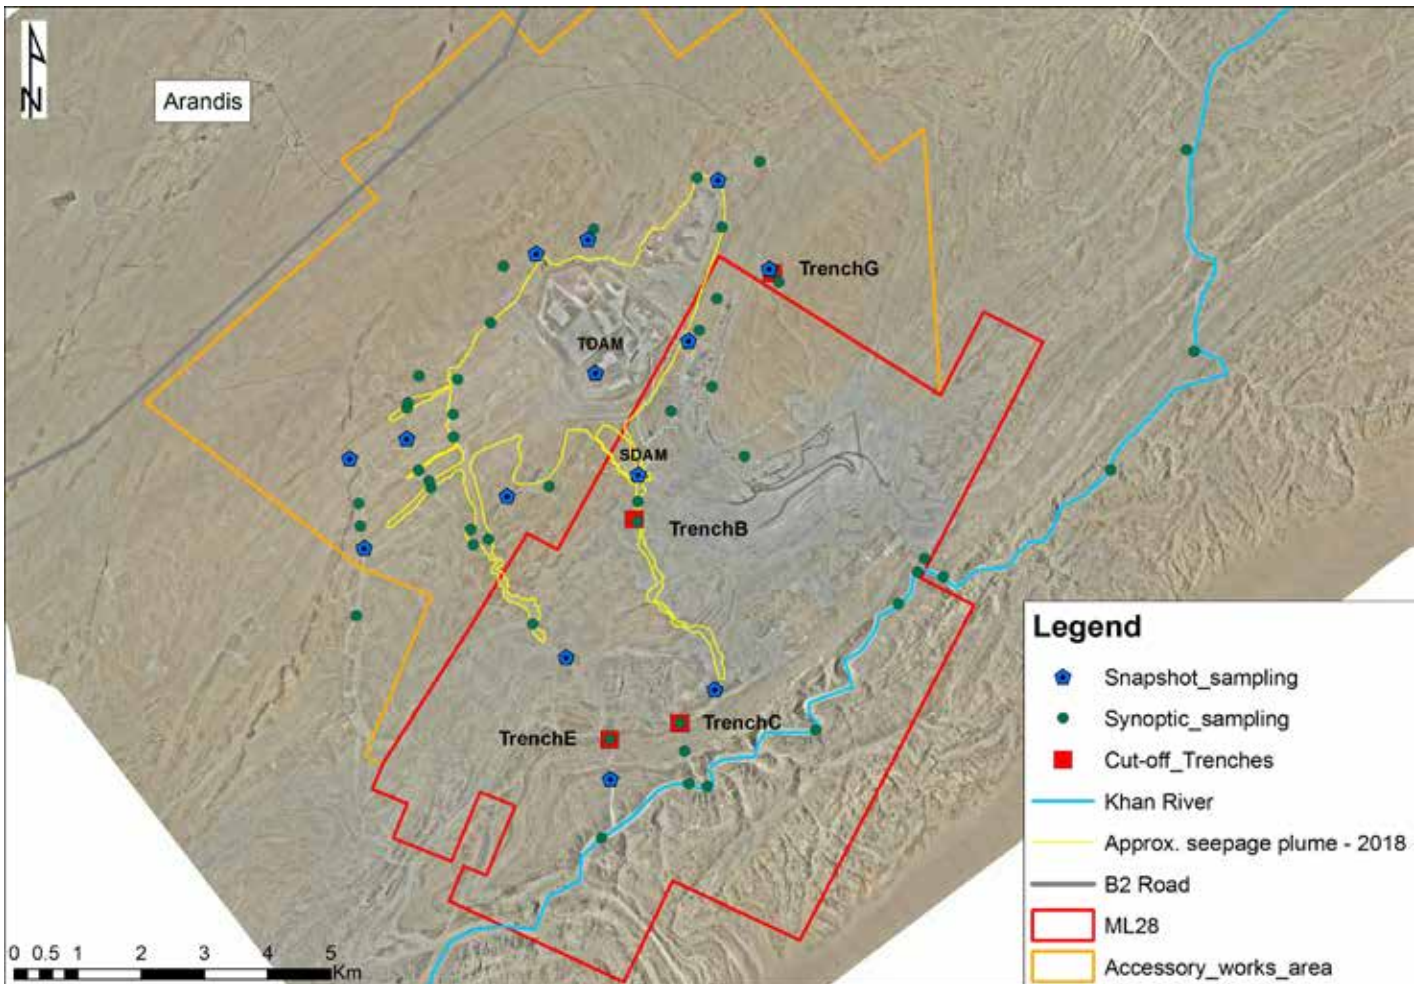 N
Arandis
TrenchG
TDAM
SDAM
TrenchB
TrenchC
TrenchE
Legend
Snapshot_sampling
Synoptic_sampling
Cut-off_Trenches
Khan River
Approx. seepage plume - 2018
B2 Road
ML28
Accessory_works_area
0 0.5 1 2 3 4 5
Km